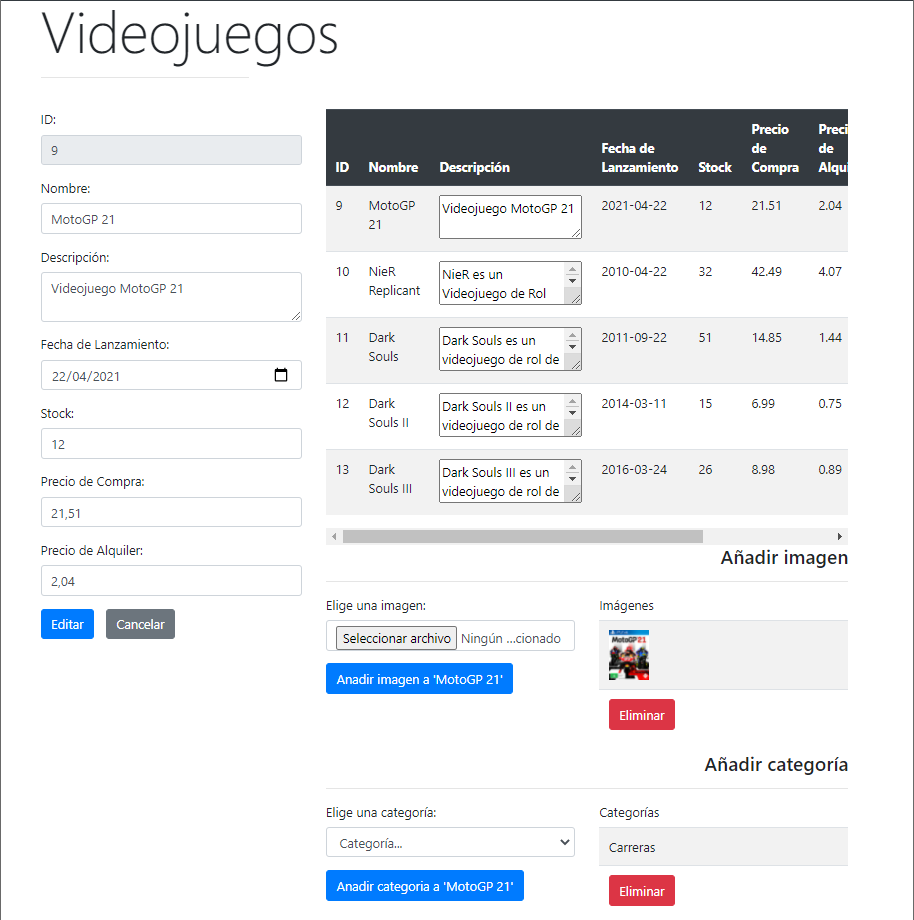 Videojuegos
ID:
9
Nombre:
MotoGP 21
Descripción:
Videojuego MotoGP 21
Fecha de Lanzamiento:
22/04/2021
Stock:
12
Precio de Compra:
21,51
Precio de Alquiler:
2,04
Editar Cancelar
ID Nombre Descripción Fecha de Lanzamiento Stock Precio de Compra Preci de Alqui
9 MotoGP 21 Videojuego MotoGP 21 2021-04-22 12 21.51 2.04
10 NieR Replicant NieR es un Videojuego de Rol 2010-04-22 32 42.49 4.07
11 Dark Souls Dark Souls es un videojuego de rol de 2011-09-22 51 14.85 1.44
12 Dark Souls II Dark Souls II es un videojuego de rol de 2014-03-11 15 6.99 0.75
13 Dark Souls III Dark Souls III es un videojuego de rol de 2016-03-24 26 8.98 0.89
Añadir imagen
Elige una imagen:
Seleccionar archivo Ningún ...cionado
Anadir imagen a 'MotoGP 21'
Imágenes
MotoGP 21
Eliminar
Añadir categoría
Elige una categoría:
Categoría...
Anadir categoria a 'MotoGP 21'
Categorías
Carreras
Eliminar